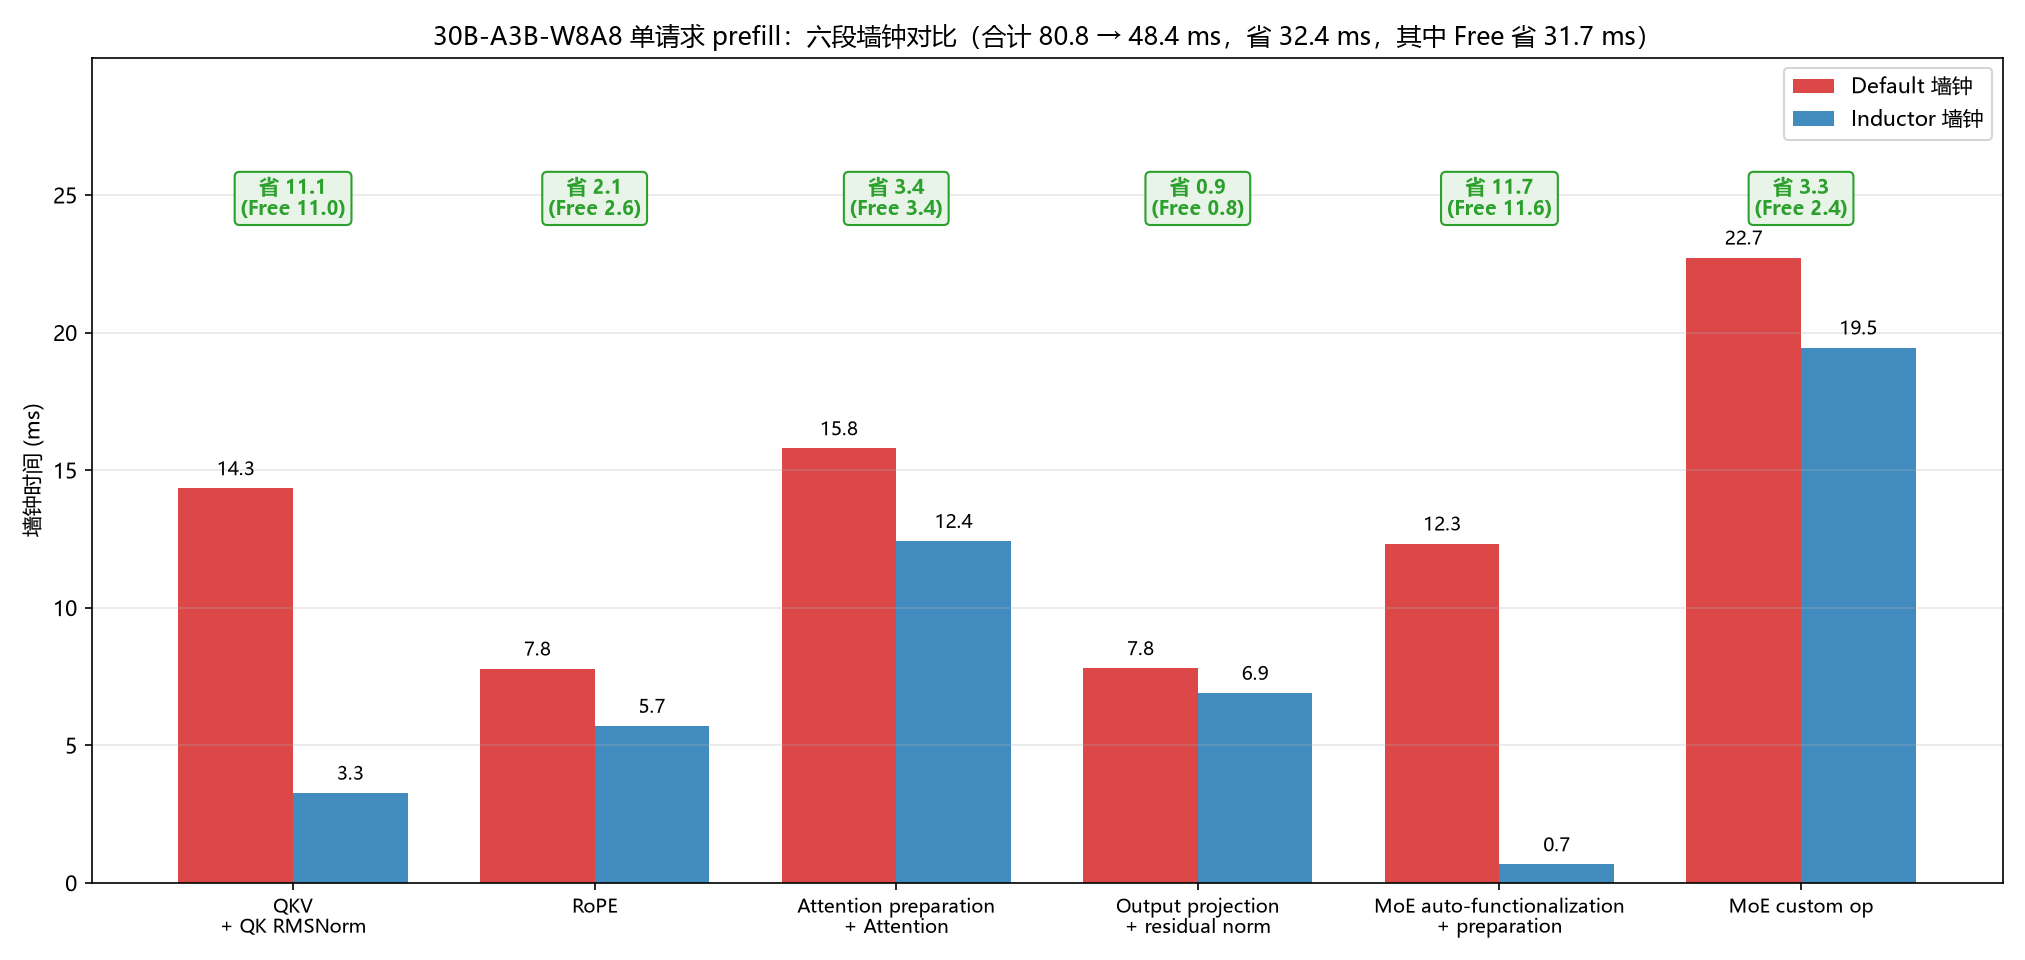 30B-A3B-W8A8 单请求 prefill：六段墙钟对比（合计 80.8 → 48.4 ms，省 32.4 ms，其中 Free 省 31.7 ms）
Default 墙钟
Inductor 墙钟
墙钟时间 (ms)
25
20
15
10
5
0
省 11.1
(Free 11.0)
省 2.1
(Free 2.6)
省 3.4
(Free 3.4)
省 0.9
(Free 0.8)
省 11.7
(Free 11.6)
省 3.3
(Free 2.4)
14.3
3.3
7.8
5.7
15.8
12.4
7.8
6.9
12.3
0.7
22.7
19.5
QKV
+ QK RMSNorm
RoPE
Attention preparation
+ Attention
Output projection
+ residual norm
MoE auto-functionalization
+ preparation
MoE custom op